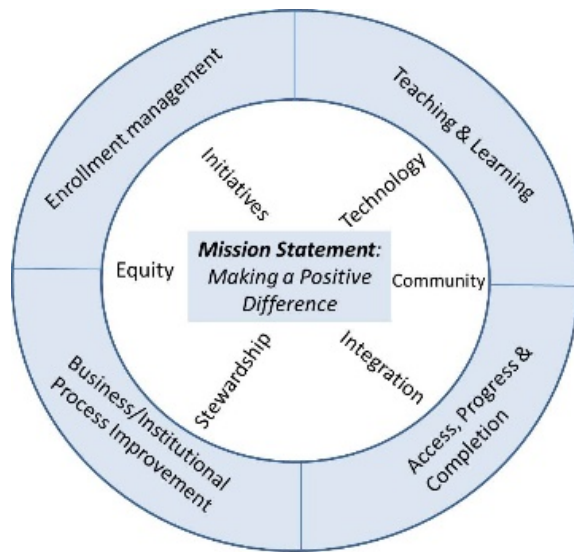 Enrollment management
Teaching & Learning
Initiatives
Technology
Equity
Mission Statement:
Making a Positive
Difference
Community
Stewardship
Integration
Business/Institutional
Process Improvement
Access, Progress &
Completion